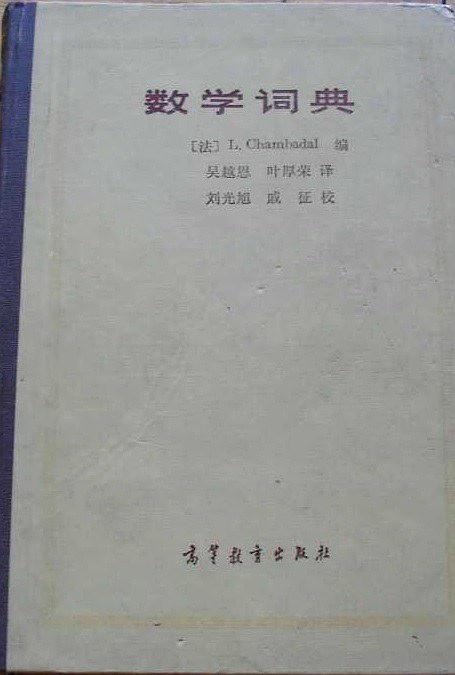 数学词典
〔法〕 L. Chambadal 编
吴越恩 叶厚荣 译
刘光旭 戚 征 校
高等教育出版社